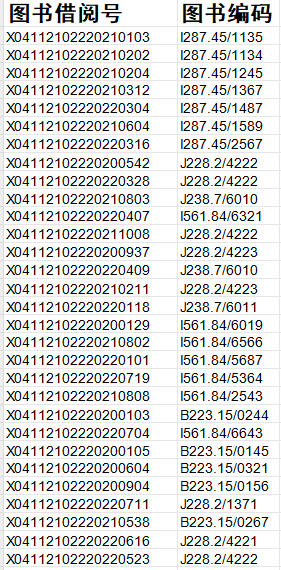 图书借阅号 图书编码
X04112102220210103 I287.45/1135
X04112102220210202 I287.45/1134
X04112102220210204 I287.45/1245
X04112102220210312 I287.45/1367
X04112102220220304 I287.45/1487
X04112102220210604 I287.45/1589
X04112102220220316 I287.45/2567
X04112102220200542 J228.2/4222
X04112102220220328 J228.2/4222
X04112102220210803 J238.7/6010
X04112102220220407 I561.84/6321
X04112102220211008 J228.2/4222
X04112102220200937 J228.2/4223
X04112102220220409 J238.7/6010
X04112102220210211 J228.2/4223
X04112102220220118 J238.7/6011
X04112102220200129 I561.84/6019
X04112102220210802 I561.84/6566
X04112102220220101 I561.84/5687
X04112102220220719 I561.84/5364
X04112102220210808 I561.84/2543
X04112102220200103 B223.15/0244
X04112102220220704 I561.84/6643
X04112102220200105 B223.15/0145
X04112102220200604 B223.15/0321
X04112102220200904 B223.15/0156
X04112102220220711 J228.2/1371
X04112102220210538 B223.15/0267
X04112102220220616 J228.2/4221
X04112102220220523 J228.2/4222